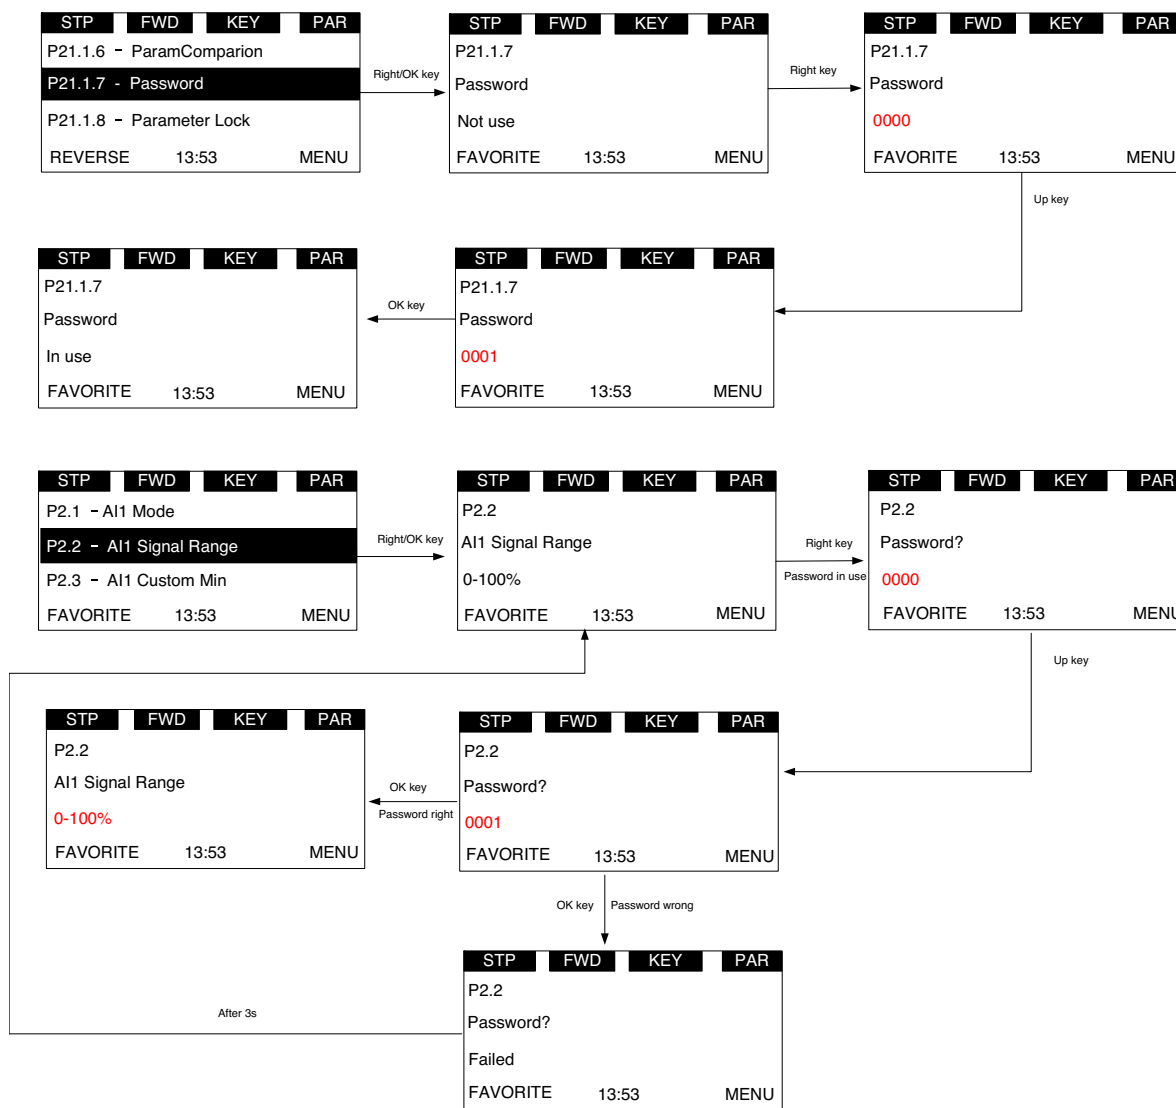 STP FWD KEY PAR
P21.1.6 - ParamComparion
P21.1.7 - Password
P21.1.8 - Parameter Lock
REVERSE 13:53 MENU
Right/OK key
STP FWD KEY PAR
P21.1.7
Password
Not use
FAVORITE 13:53 MENU
Right key
STP FWD KEY PAR
P21.1.7
Password
0000
FAVORITE 13:53 MENU
Up key
STP FWD KEY PAR
P21.1.7
Password
0001
FAVORITE 13:53 MENU
OK key
STP FWD KEY PAR
P21.1.7
Password
In use
FAVORITE 13:53 MENU
STP FWD KEY PAR
P2.1 - AI1 Mode
P2.2 - AI1 Signal Range
P2.3 - AI1 Custom Min
FAVORITE 13:53 MENU
Right/OK key
STP FWD KEY PAR
P2.2
AI1 Signal Range
0-100%
FAVORITE 13:53 MENU
Right key
Password in use
STP FWD KEY PAR
P2.2
Password?
0000
FAVORITE 13:53 MENU
Up key
STP FWD KEY PAR
P2.2
Password?
0001
FAVORITE 13:53 MENU
OK key
Password right
STP FWD KEY PAR
P2.2
AI1 Signal Range
0-100%
FAVORITE 13:53 MENU
OK key Password wrong
STP FWD KEY PAR
P2.2
Password?
Failed
FAVORITE 13:53 MENU
After 3s